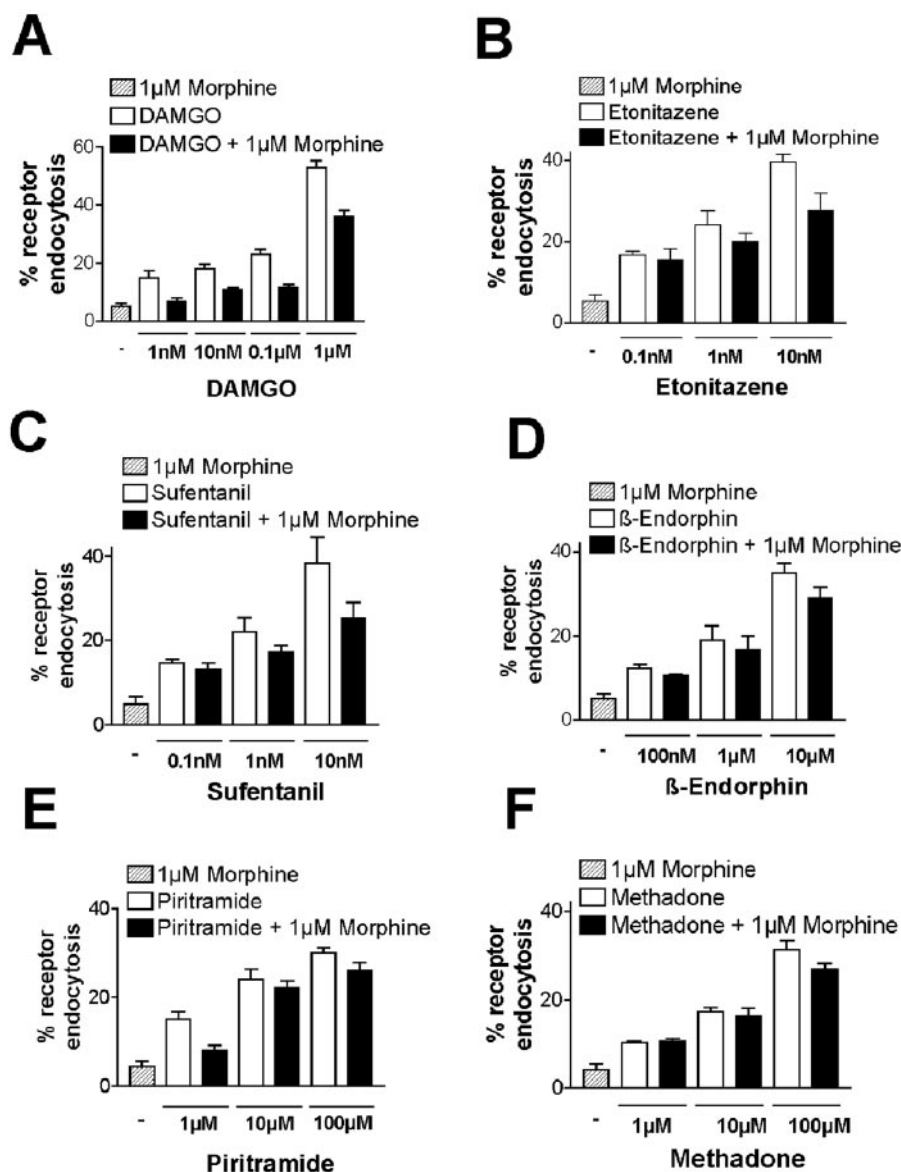 A
1µM Morphine
DAMGO
DAMGO + 1µM Morphine
% receptor
endocytosis
60
40
20
0
- 1nM 10nM 0.1µM 1µM
DAMGO
B
1µM Morphine
Etonitazene
Etonitazene + 1µM Morphine
% receptor
endocytosis
40
20
0
- 0.1nM 1nM 10nM
Etonitazene
C
1µM Morphine
Sufentanil
Sufentanil + 1µM Morphine
% receptor
endocytosis
40
20
0
- 0.1nM 1nM 10nM
Sufentanil
D
1µM Morphine
ß-Endorphin
ß-Endorphin + 1µM Morphine
% receptor
endocytosis
40
20
0
- 100nM 1µM 10µM
ß-Endorphin
E
1µM Morphine
Piritramide
Piritramide + 1µM Morphine
% receptor
endocytosis
40
20
0
- 1µM 10µM 100µM
Piritramide
F
1µM Morphine
Methadone
Methadone + 1µM Morphine
% receptor
endocytosis
40
20
0
- 1µM 10µM 100µM
Methadone